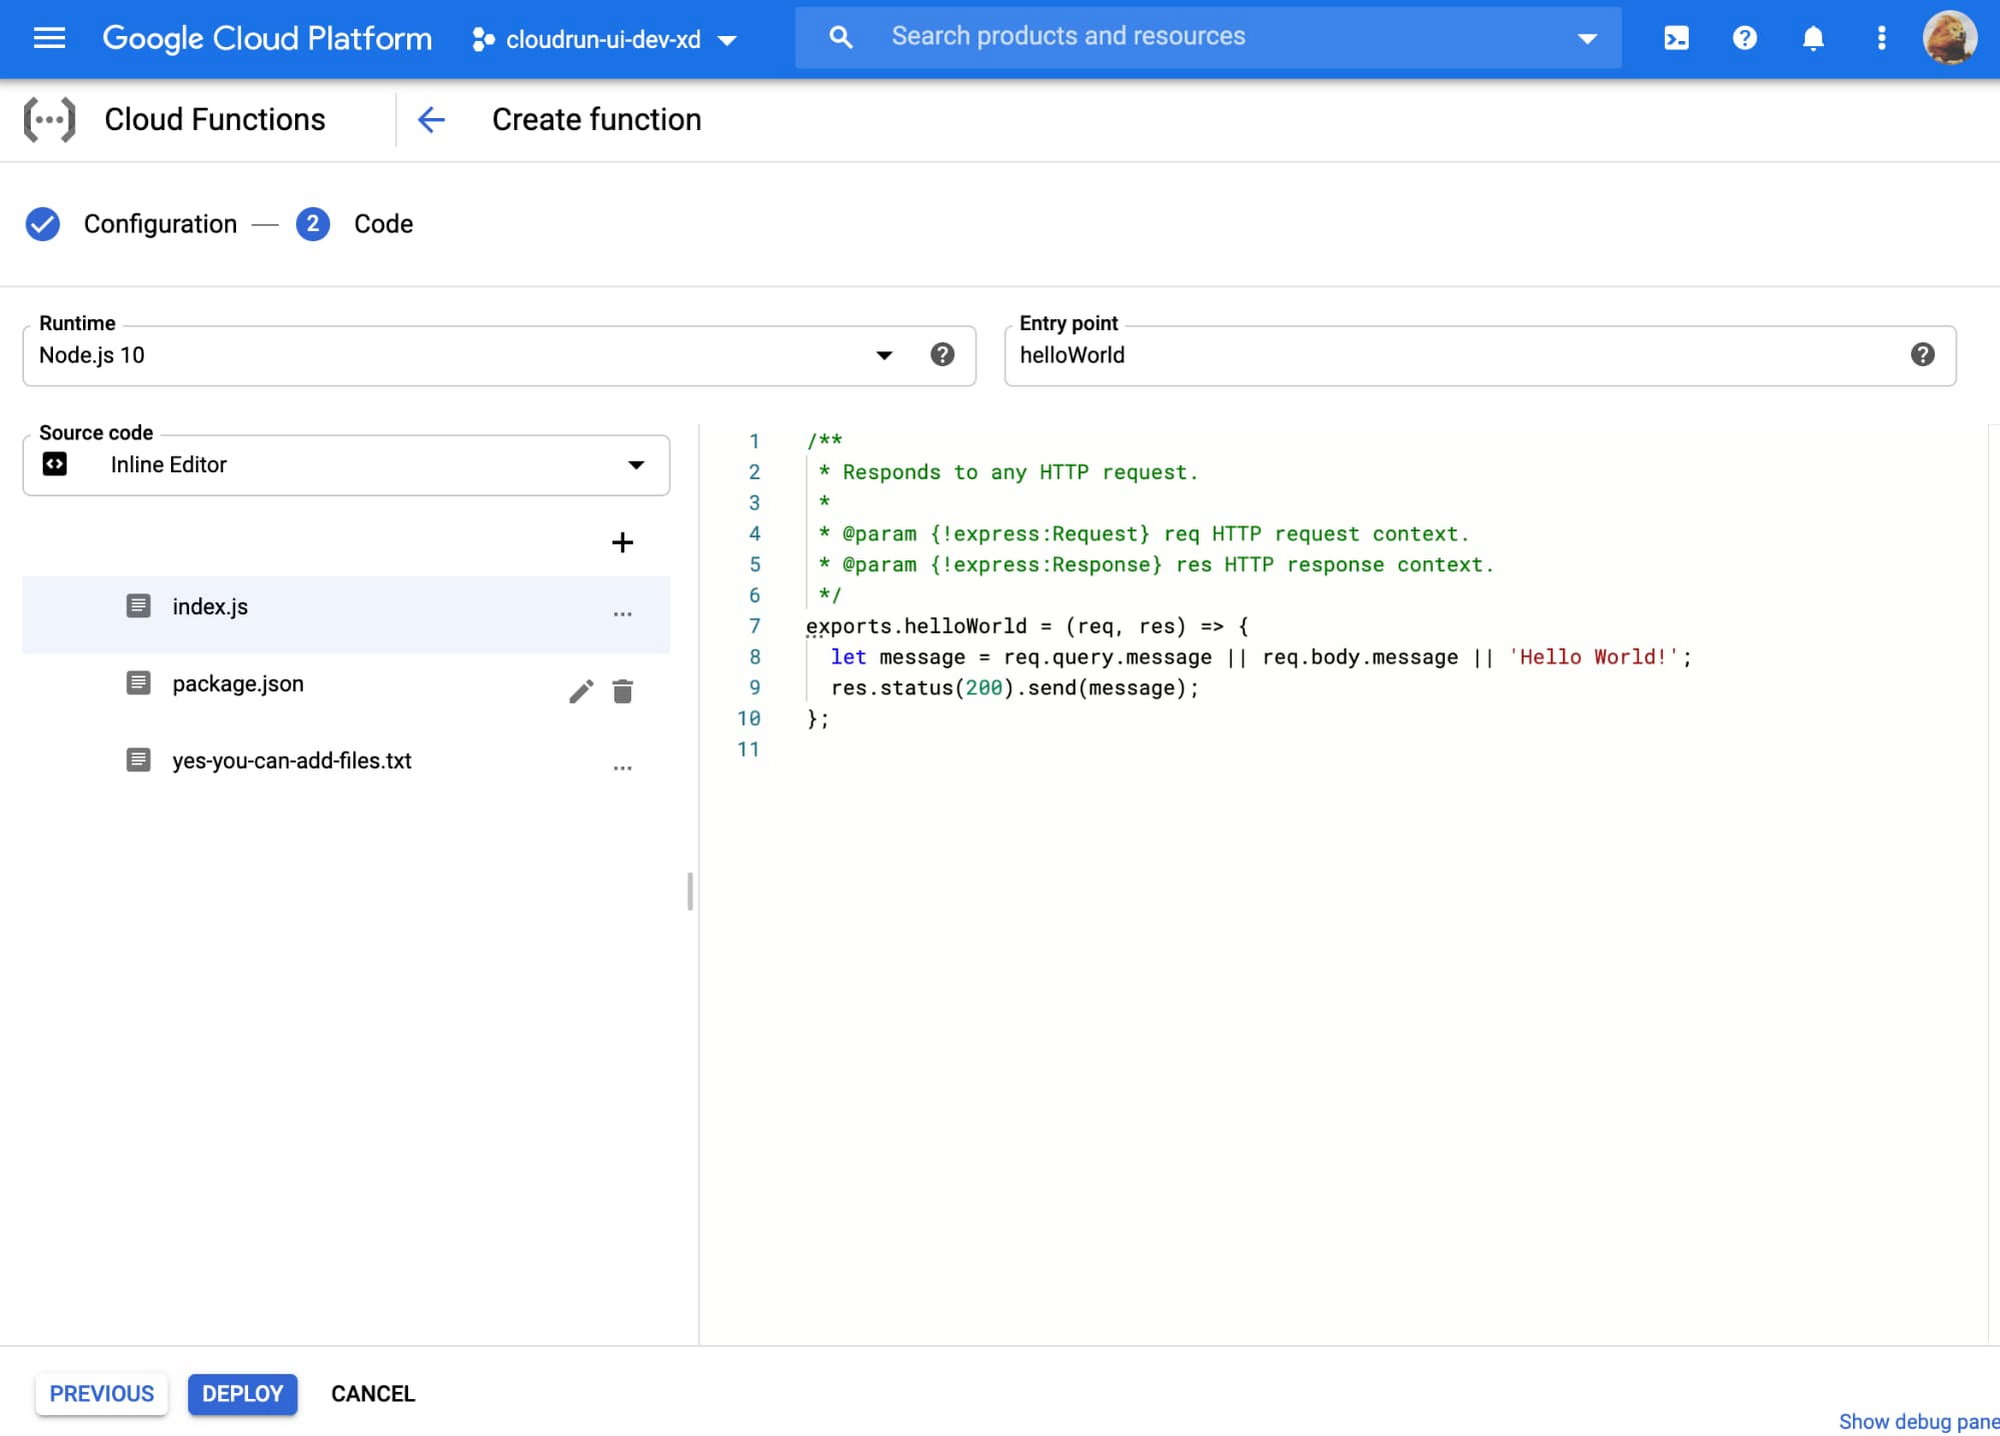 Google Cloud Platform
cloudrun-ui-dev-xd
Search products and resources
Cloud Functions
Create function
Configuration — 2 Code
Runtime
Node.js 10
Entry point
helloWorld
Source code
Inline Editor
index.js
package.json
yes-you-can-add-files.txt
1 /**
2 * Responds to any HTTP request.
3 *
4 * @param {!express:Request} req HTTP request context.
5 * @param {!express:Response} res HTTP response context.
6 */
7 exports.helloWorld = (req, res) => {
8 let message = req.query.message || req.body.message || 'Hello World!';
9 res.status(200).send(message);
10 };
11
PREVIOUS
DEPLOY
CANCEL
Show debug pane